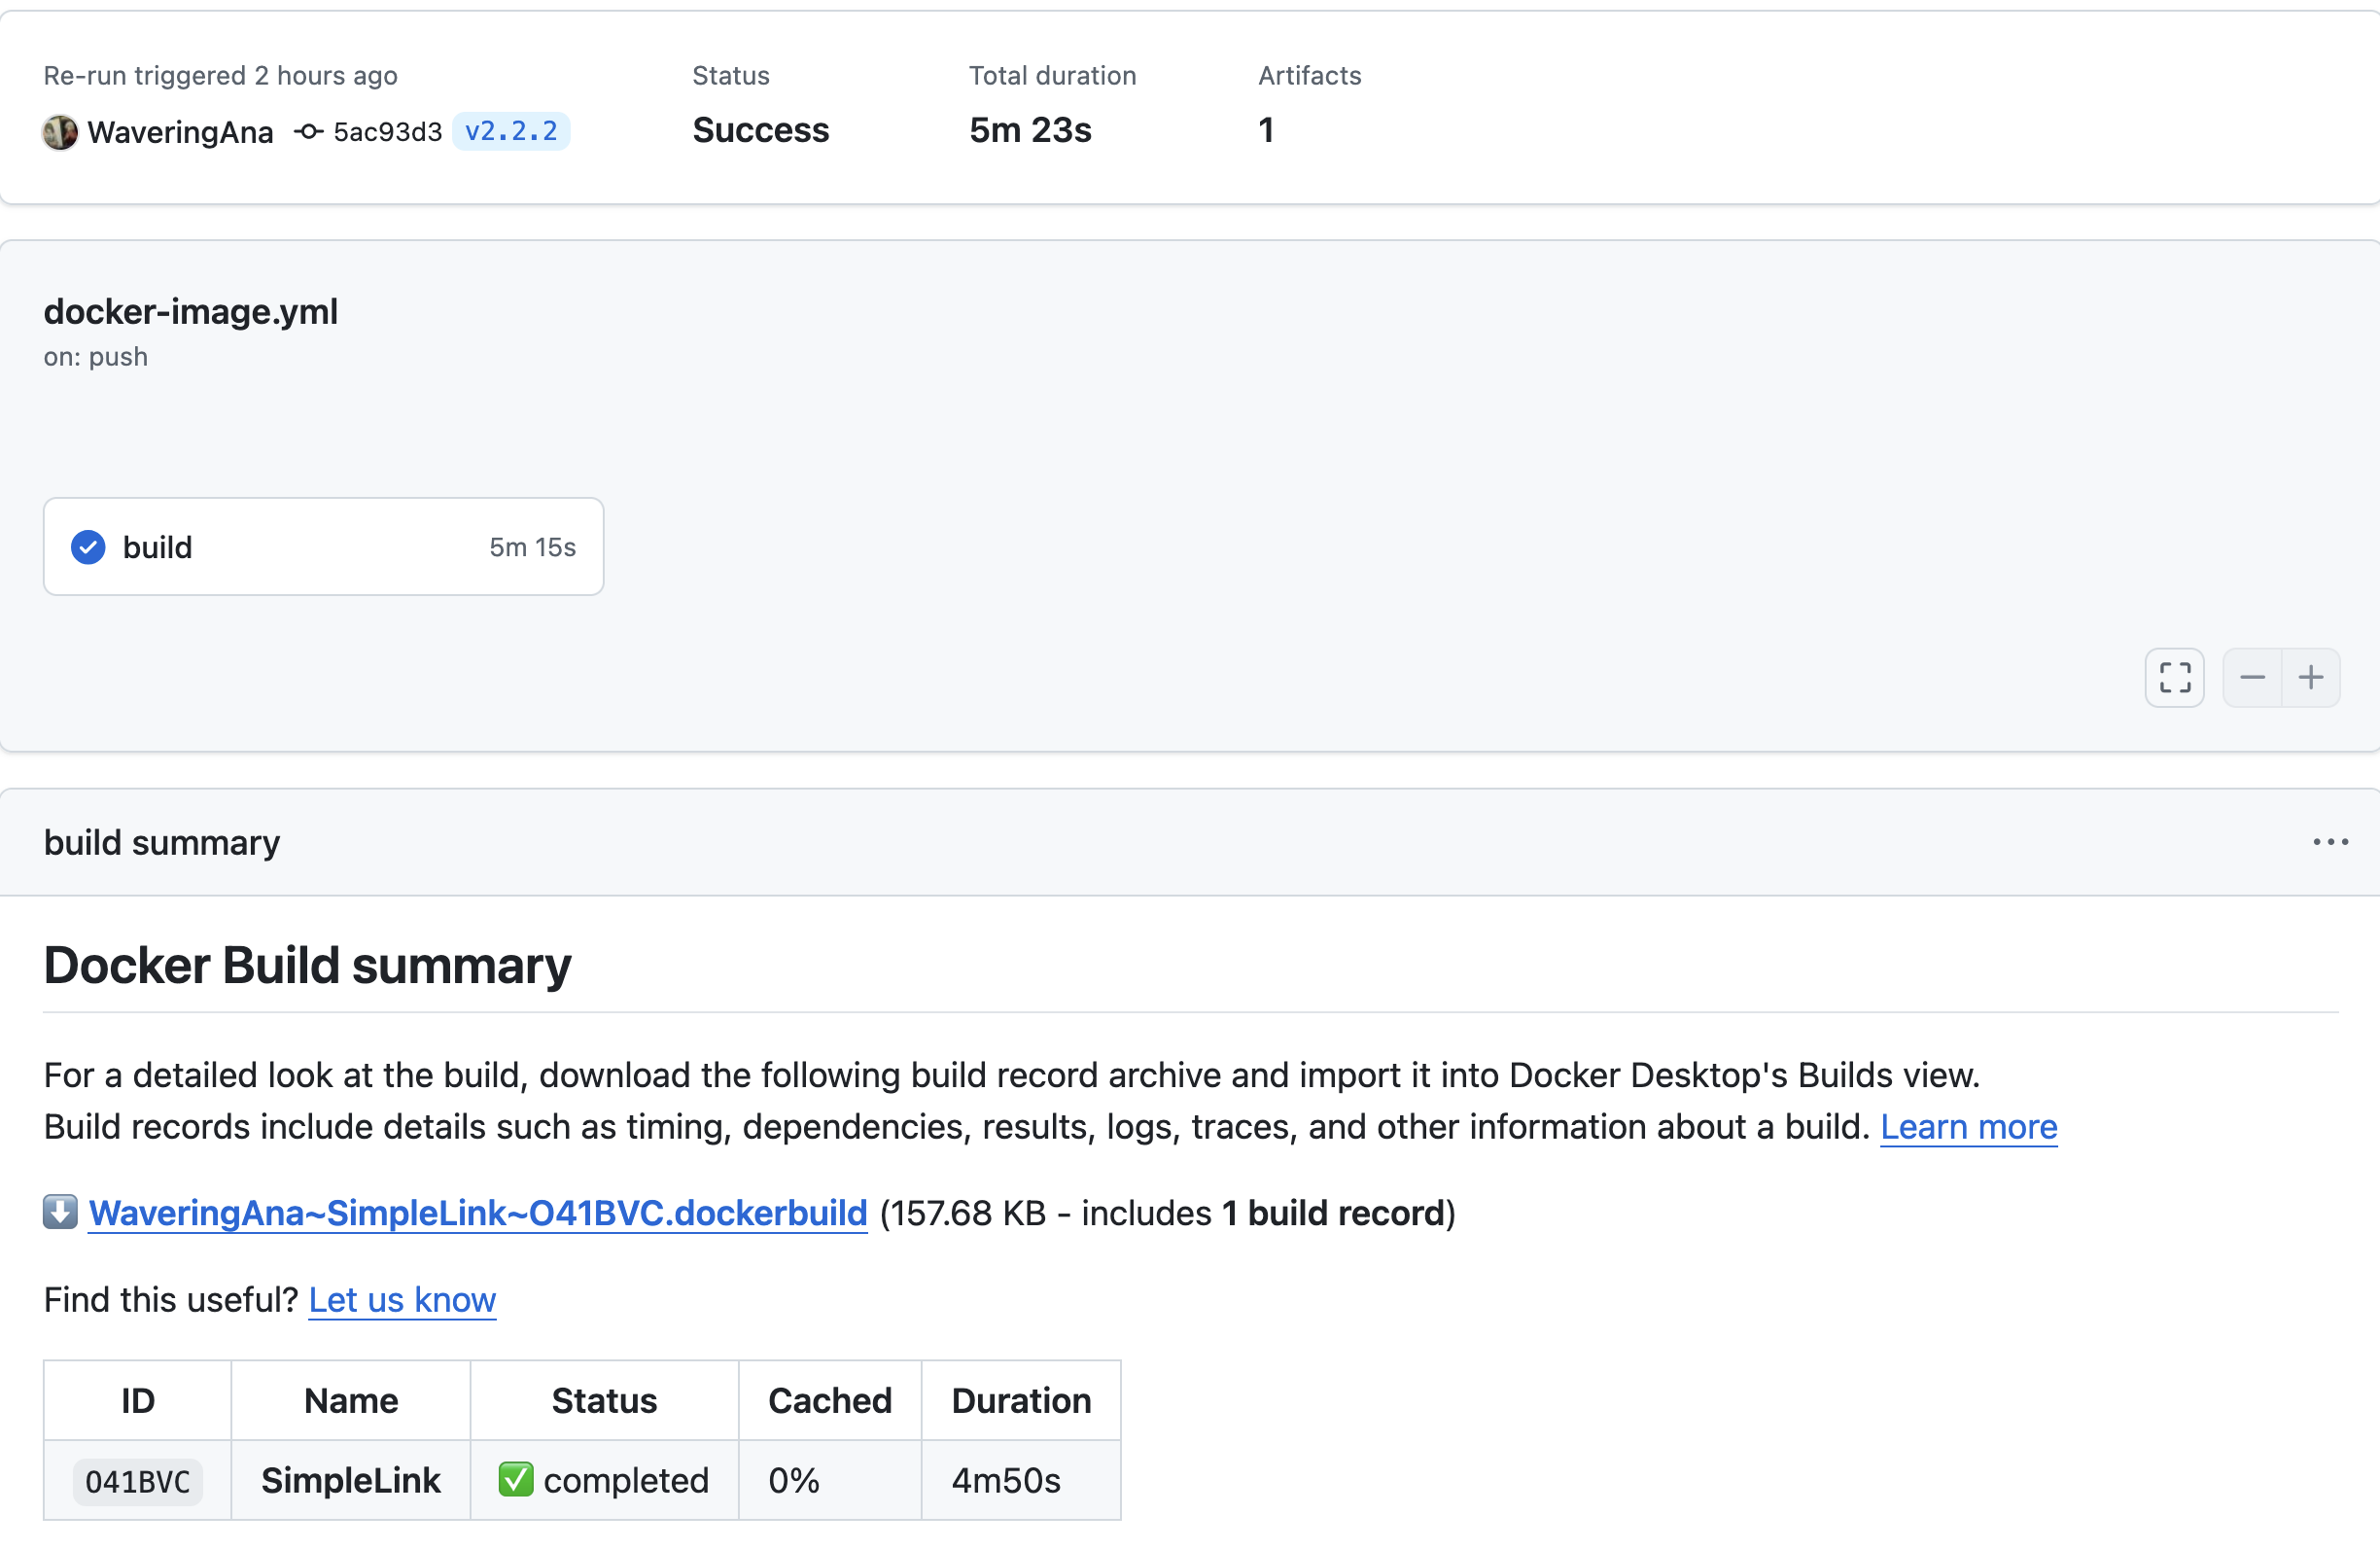 Re-run triggered 2 hours ago
WaveringAna 5ac93d3 v2.2.2
Status
Success
Total duration
5m 23s
Artifacts
1
docker-image.yml
on: push
build 5m 15s
build summary
Docker Build summary
For a detailed look at the build, download the following build record archive and import it into Docker Desktop's Builds view.
Build records include details such as timing, dependencies, results, logs, traces, and other information about a build. Learn more
⬇️ WaveringAna~SimpleLink~O41BVC.dockerbuild (157.68 KB - includes 1 build record)
Find this useful? Let us know
ID Name Status Cached Duration
O41BVC SimpleLink ✅ completed 0% 4m50s